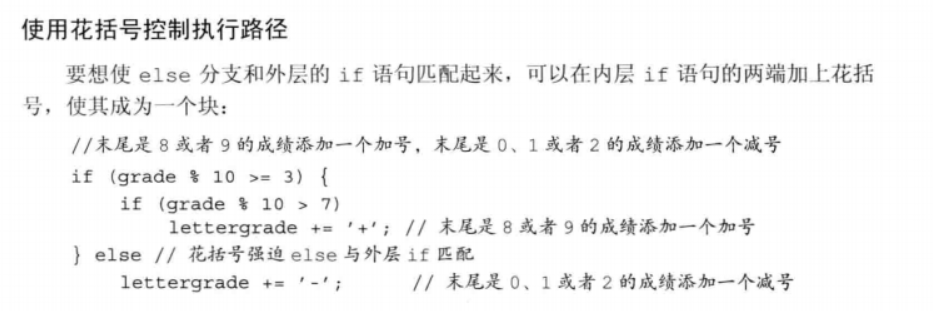 使用花括号控制执行路径
要想使 else 分支和外层的 if 语句匹配起来，可以在内层 if 语句的两端加上花括
号，使其成为一个块：
//末尾是 8 或者 9 的成绩添加一个加号，末尾是 0、1 或者 2 的成绩添加一个减号
if (grade % 10 >= 3) {
if (grade % 10 > 7)
lettergrade += '+'; // 末尾是 8 或者 9 的成绩添加一个加号
} else // 花括号强迫 else 与外层 if 匹配
lettergrade += '-'; // 末尾是 0、1 或者 2 的成绩添加一个减号